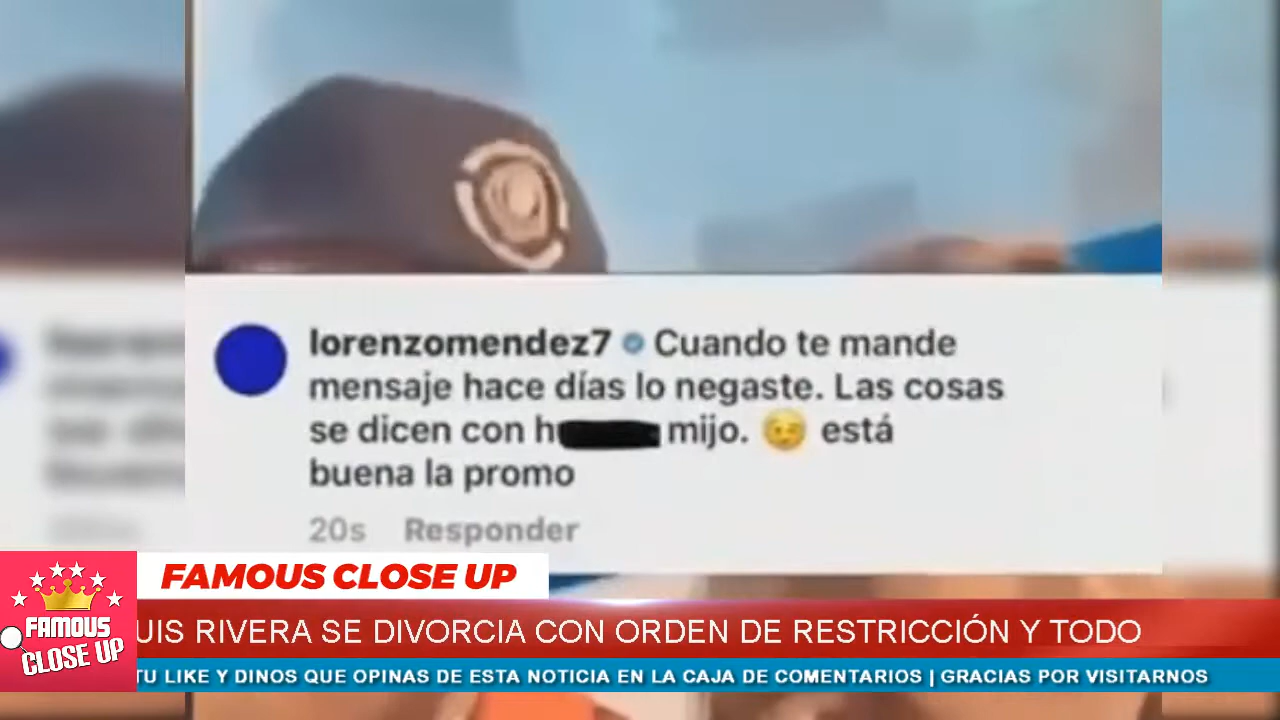 lorenzomendez7 Cuando te mande
mensaje hace días lo negaste. Las cosas
se dicen con h mijo. 😉 está
buena la promo
20s Responder
FAMOUS CLOSE UP
FAMOUS
CLOSE UP
UIS RIVERA SE DIVORCIA CON ORDEN DE RESTRICCIÓN Y TODO
TU LIKE Y DINOS QUE OPINAS DE ESTA NOTICIA EN LA CAJA DE COMENTARIOS | GRACIAS POR VISITARNOS